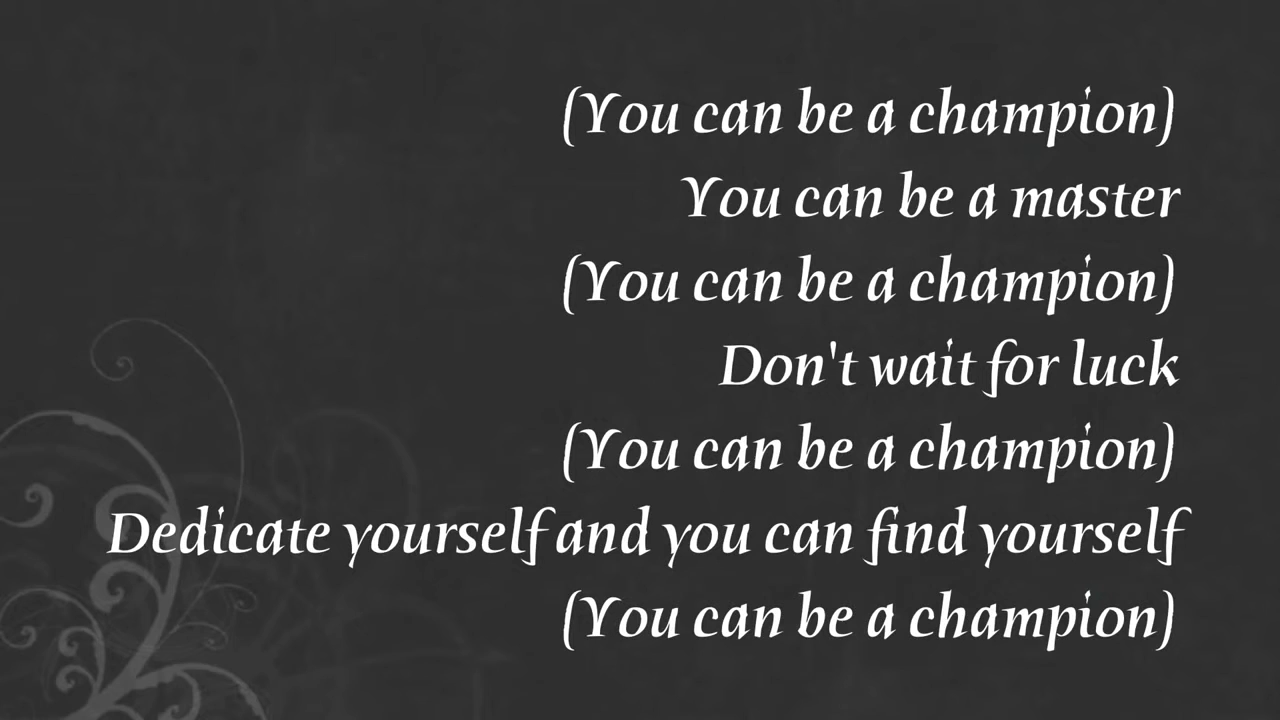 (You can be a champion)
You can be a master
(You can be a champion)
Don't wait for luck
(You can be a champion)
Dedicate yourself and you can find yourself
(You can be a champion)